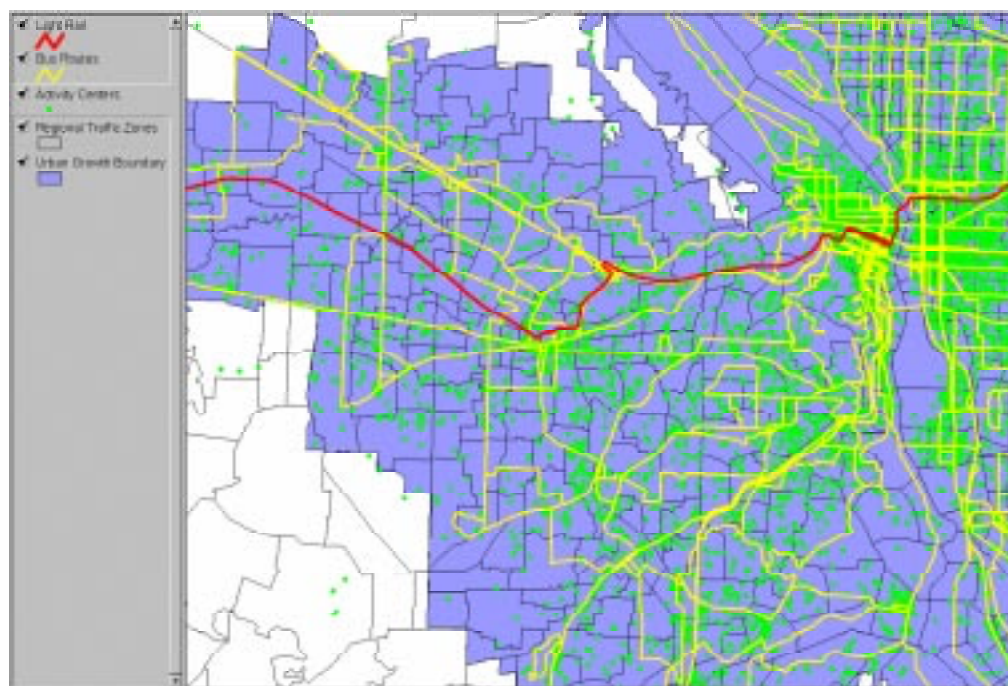 Light Rail
Bus Routes
Activity Centers
Regional Traffic Zones
Urban Growth Boundary